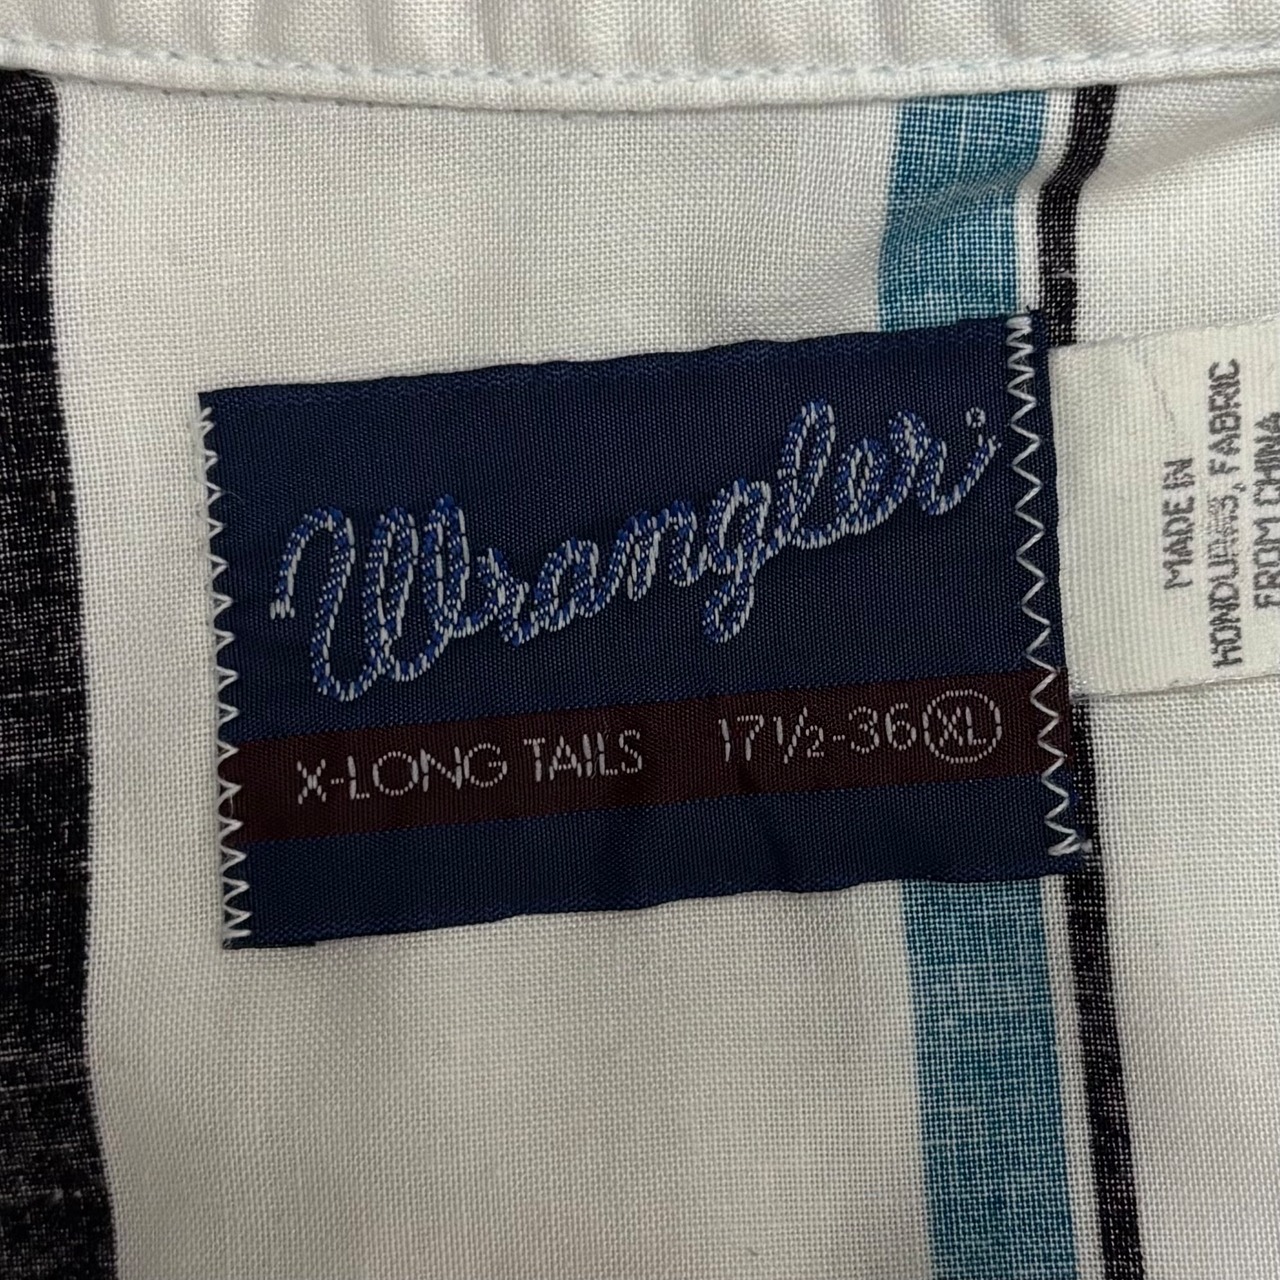 Wrangler®
X-LONG TAILS 17½-36 XL
MADE IN
HONDURAS, FABRIC
FROM CHINA